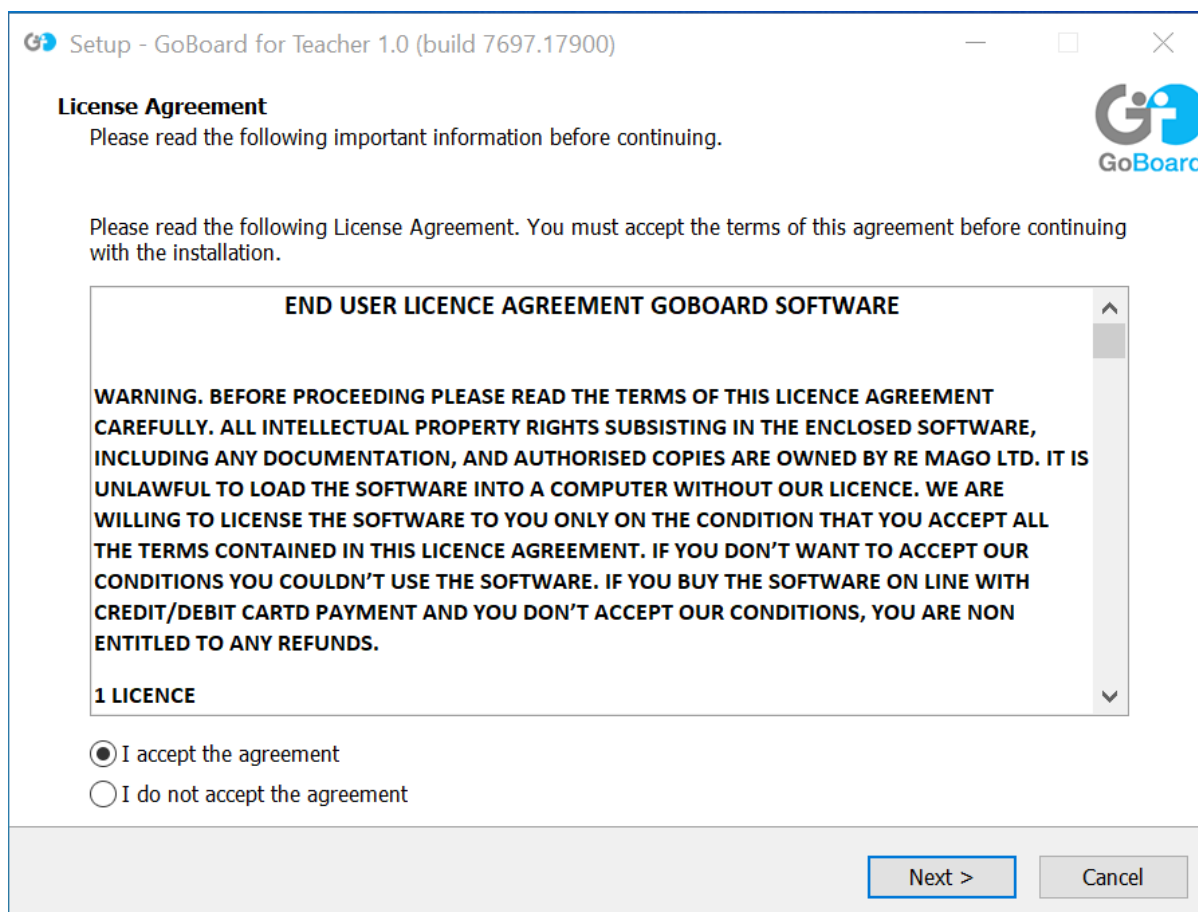 Setup - GoBoard for Teacher 1.0 (build 7697.17900)
License Agreement
Please read the following important information before continuing.
GoBoard
Please read the following License Agreement. You must accept the terms of this agreement before continuing
with the installation.
END USER LICENCE AGREEMENT GOBOARD SOFTWARE
WARNING. BEFORE PROCEEDING PLEASE READ THE TERMS OF THIS LICENCE AGREEMENT
CAREFULLY. ALL INTELLECTUAL PROPERTY RIGHTS SUBSISTING IN THE ENCLOSED SOFTWARE,
INCLUDING ANY DOCUMENTATION, AND AUTHORISED COPIES ARE OWNED BY RE MAGO LTD. IT IS
UNLAWFUL TO LOAD THE SOFTWARE INTO A COMPUTER WITHOUT OUR LICENCE. WE ARE
WILLING TO LICENSE THE SOFTWARE TO YOU ONLY ON THE CONDITION THAT YOU ACCEPT ALL
THE TERMS CONTAINED IN THIS LICENCE AGREEMENT. IF YOU DON’T WANT TO ACCEPT OUR
CONDITIONS YOU COULDN’T USE THE SOFTWARE. IF YOU BUY THE SOFTWARE ON LINE WITH
CREDIT/DEBIT CARTD PAYMENT AND YOU DON’T ACCEPT OUR CONDITIONS, YOU ARE NON
ENTITLED TO ANY REFUNDS.
1 LICENCE
I accept the agreement
I do not accept the agreement
Next >
Cancel